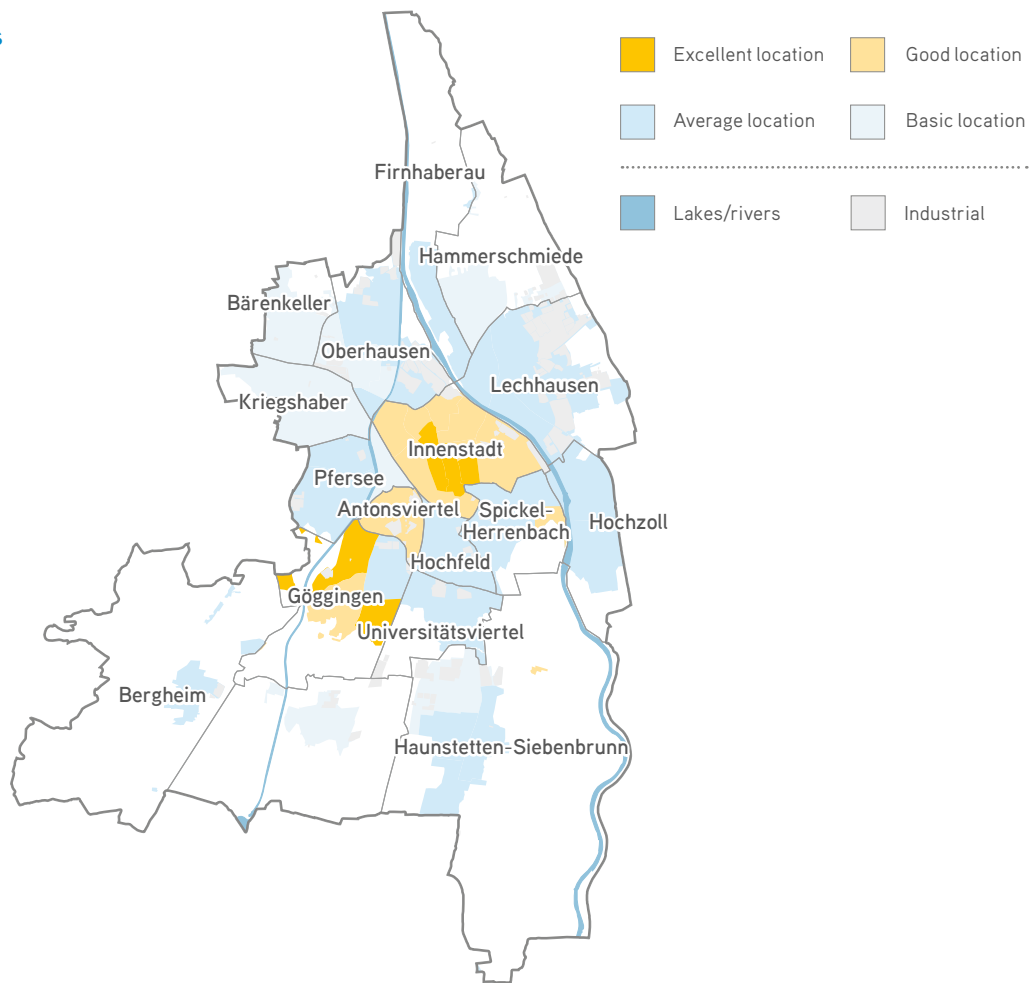 s
Excellent location
Good location
Average location
Basic location
Lakes/rivers
Industrial
Firnhaberau
Hammerschmiede
Bärenkeller
Oberhausen
Lechhausen
Kriegshaber
Innenstadt
Pfersee
Antonsviertel
Spickel-
Herrenbach
Hochzoll
Hochfeld
Göggingen
Universitätsviertel
Bergheim
Haunstetten-Siebenbrunn